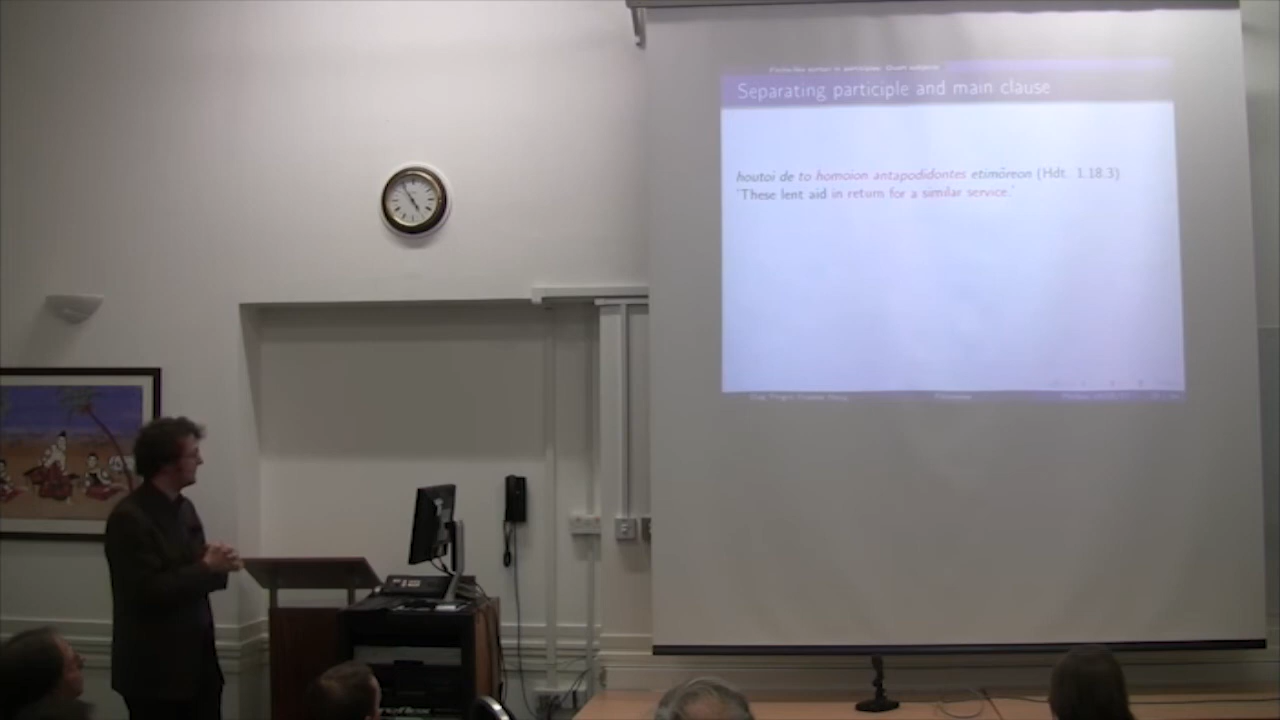 Separating participle and main clause
houtoi de to homoion antapodidontes etimōreon (Hdt. 1.18.3)
'These lent aid in return for a similar service.'